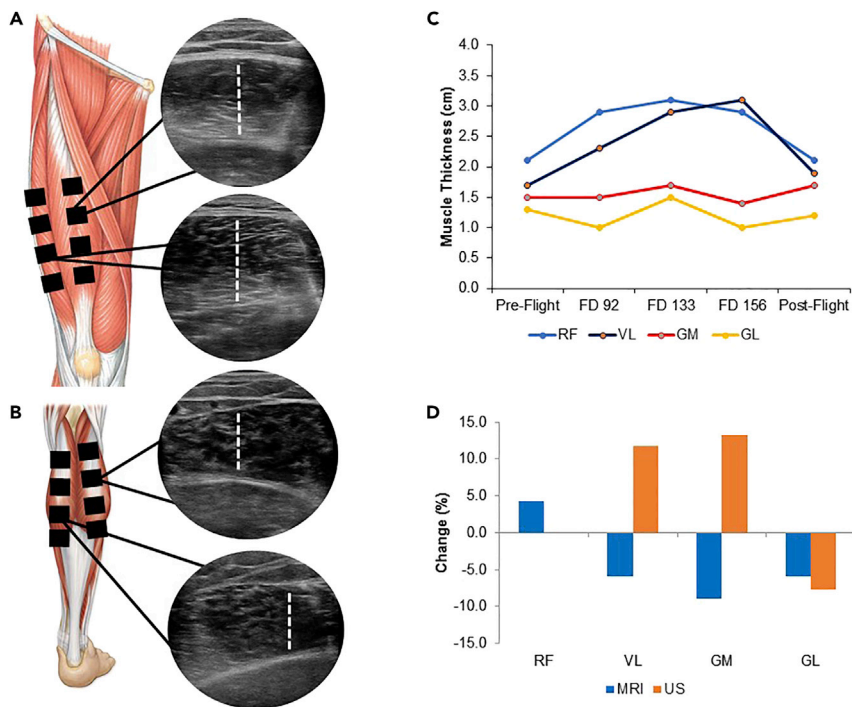 A
B
C
Muscle Thickness (cm)
4.0
3.5
3.0
2.5
2.0
1.5
1.0
0.5
0.0
Pre-Flight FD 92 FD 133 FD 156 Post-Flight
RF VL GM GL
D
Change (%)
15.0
10.0
5.0
0.0
-5.0
-10.0
-15.0
RF VL GM GL
MRI US